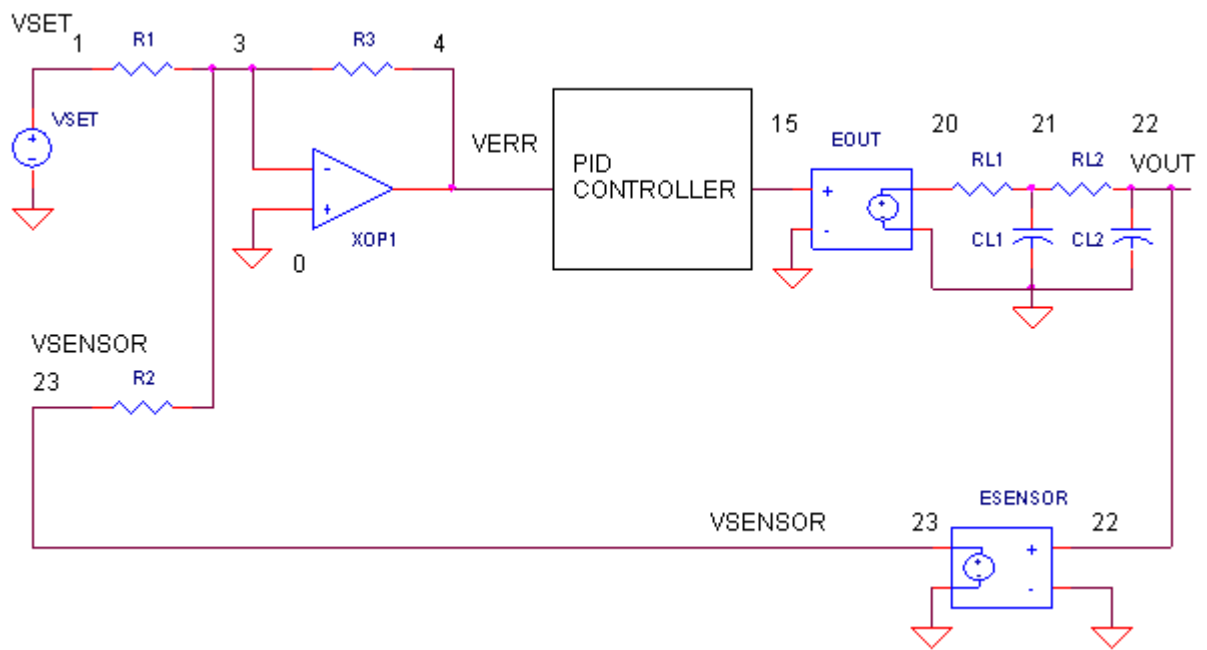 VSET
1
R1
3
R3
4
VSET
VERR
PID
CONTROLLER
15
EOUT
20
21
22
RL1
RL2
VOUT
+
-
+
-
-
+
XOP1
0
+
-
+
-
CL1
CL2
VSENSOR
23
R2
ESENSOR
VSENSOR
23
22
+
-
+
-